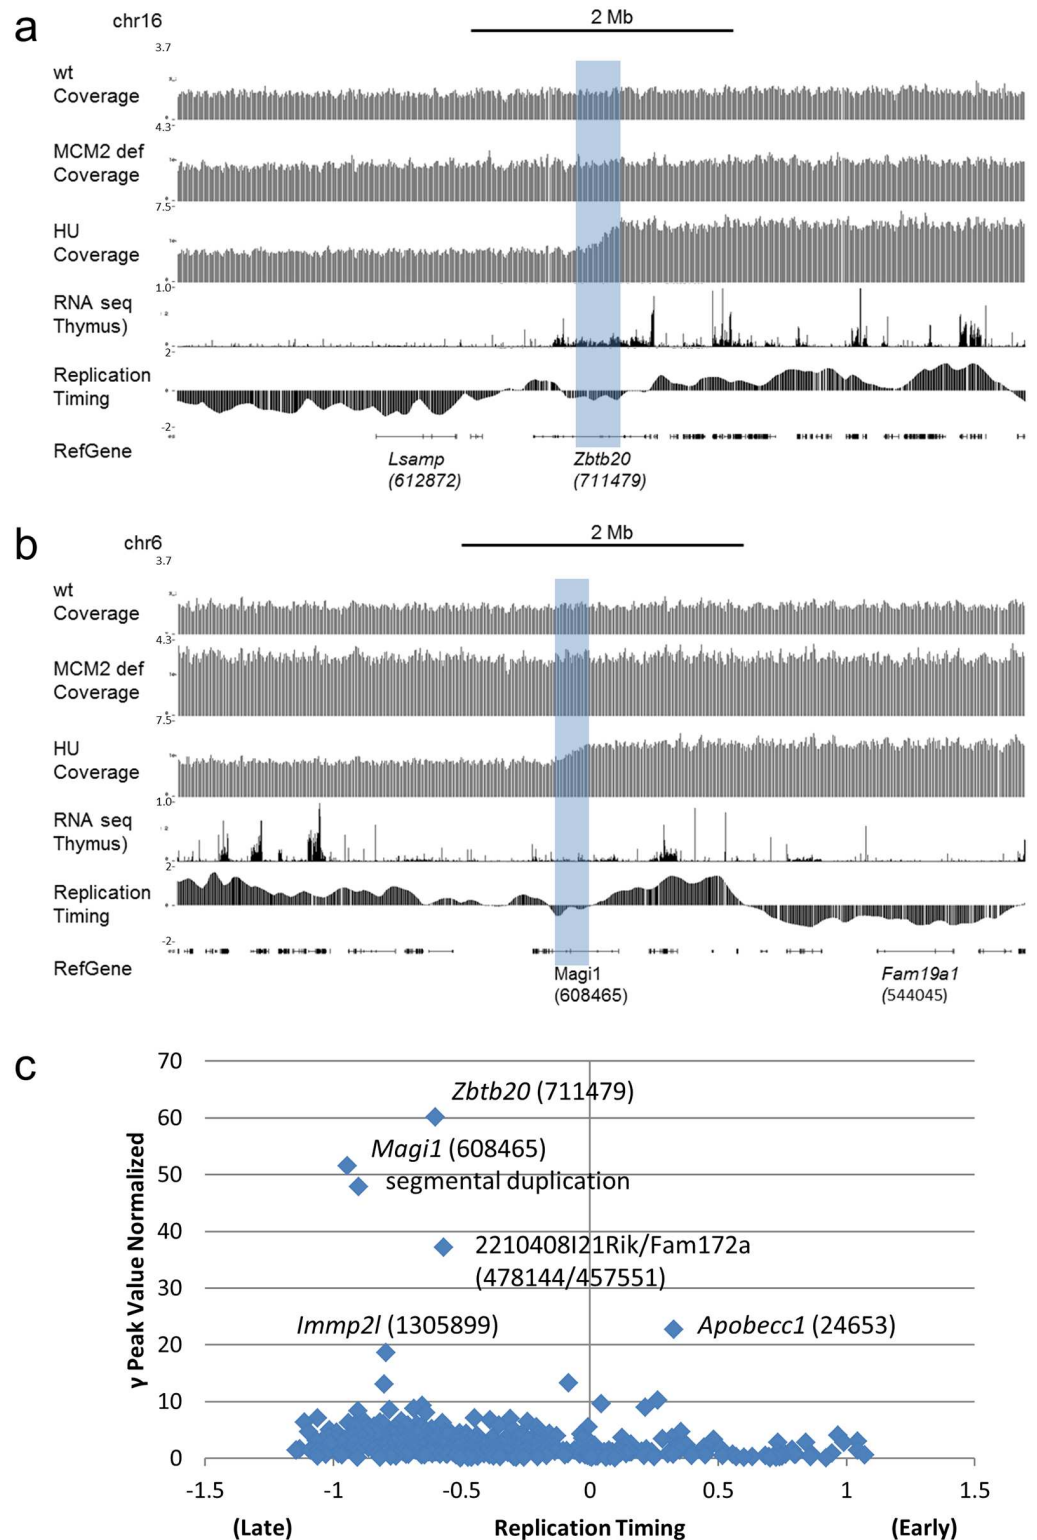 a
chr16
2 Mb
3.7
wt
Coverage
4.3
MCM2 def
Coverage
7.5
HU
Coverage
1.0
RNA seq
Thymus)
2
Replication
Timing
-2
RefGene
Lsamp
(612872)
Zbtb20
(711479)
b
chr6
2 Mb
3.7
wt
Coverage
4.3
MCM2 def
Coverage
7.5
HU
Coverage
1.0
RNA seq
Thymus)
2
Replication
Timing
-2
RefGene
Magi1
(608465)
Fam19a1
(544045)
c
γ Peak Value Normalized
70
60
50
40
30
20
10
0
Zbtb20 (711479)
Magi1 (608465)
segmental duplication
2210408I21Rik/Fam172a
(478144/457551)
Immp2l (1305899)
Apobecc1 (24653)
-1.5 -1 -0.5 0 0.5 1 1.5
(Late) Replication Timing (Early)